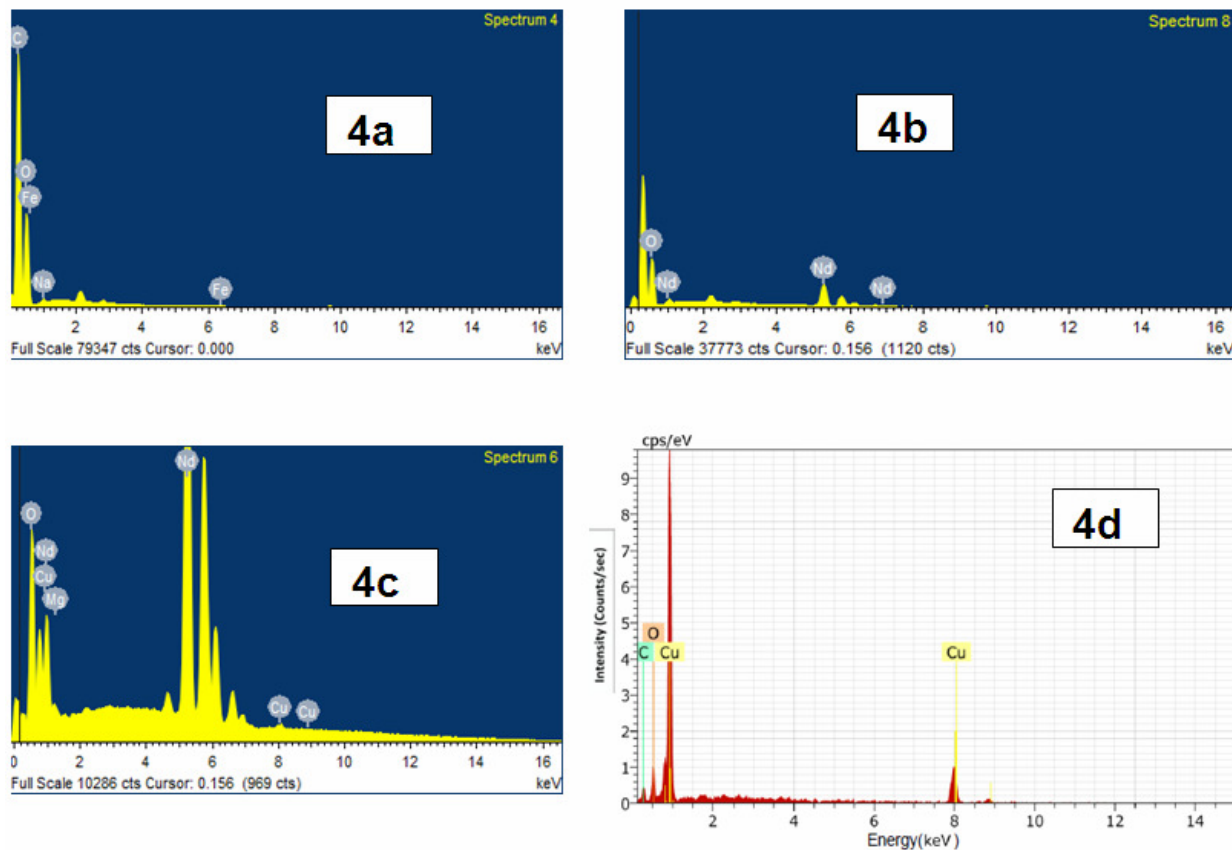 Spectrum 4
4a
C
O
Fe
Na
Fe
2 4 6 8 10 12 14 16
Full Scale 79347 cts Cursor: 0.000 keV
Spectrum 8
4b
O
Nd
Nd
Nd
0 2 4 6 8 10 12 14 16
Full Scale 37773 cts Cursor: 0.156 (1120 cts) keV
Spectrum 6
4c
Nd
O
Nd
Cu
Mg
Cu
Cu
0 2 4 6 8 10 12 14 16
Full Scale 10286 cts Cursor: 0.156 (969 cts) keV
cps/eV
4d
Intensity (Counts/sec)
9
8
7
6
5
4
3
2
1
0
O
C Cu Cu
2 4 6 8 10 12 14
Energy(keV)